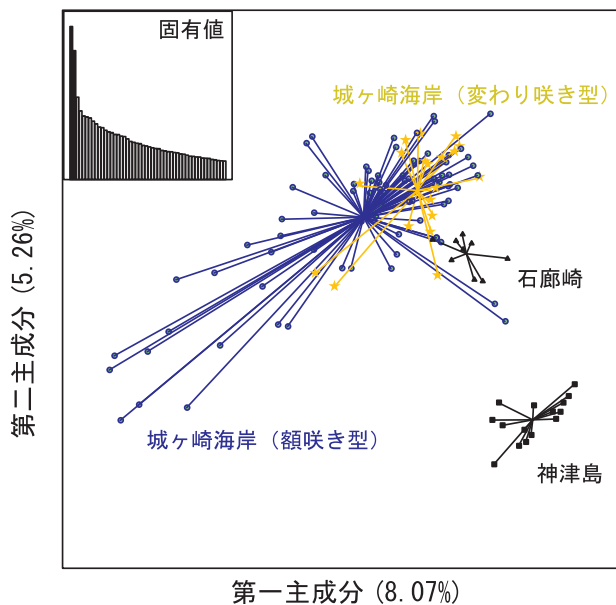 固有値
城ヶ崎海岸（変わり咲き型）
石廊崎
城ヶ崎海岸（額咲き型）
神津島
第二主成分(5.26%)
第一主成分(8.07%)